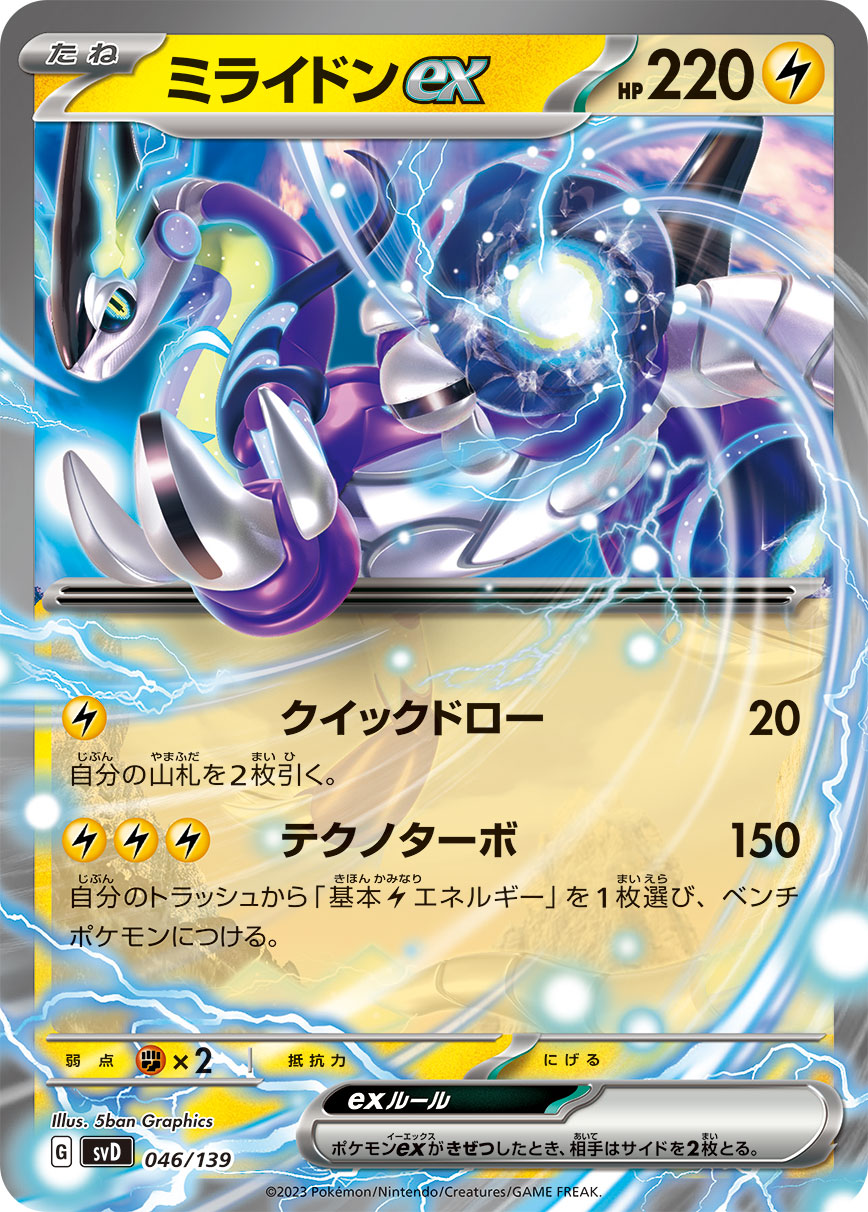 たね
ミライドンex
HP 220
クイックドロー 20
自分の山札を2枚引く。
テクノターボ 150
自分のトラッシュから「基本エネルギー」を1枚選び、ベンチ
ポケモンにつける。
弱点 ×2 抵抗力 にげる
exルール
ポケモンexがきぜつしたとき、相手はサイドを2枚とる。
Illus. 5ban Graphics
G svD 046/139
©2023 Pokémon/Nintendo/Creatures/GAME FREAK.